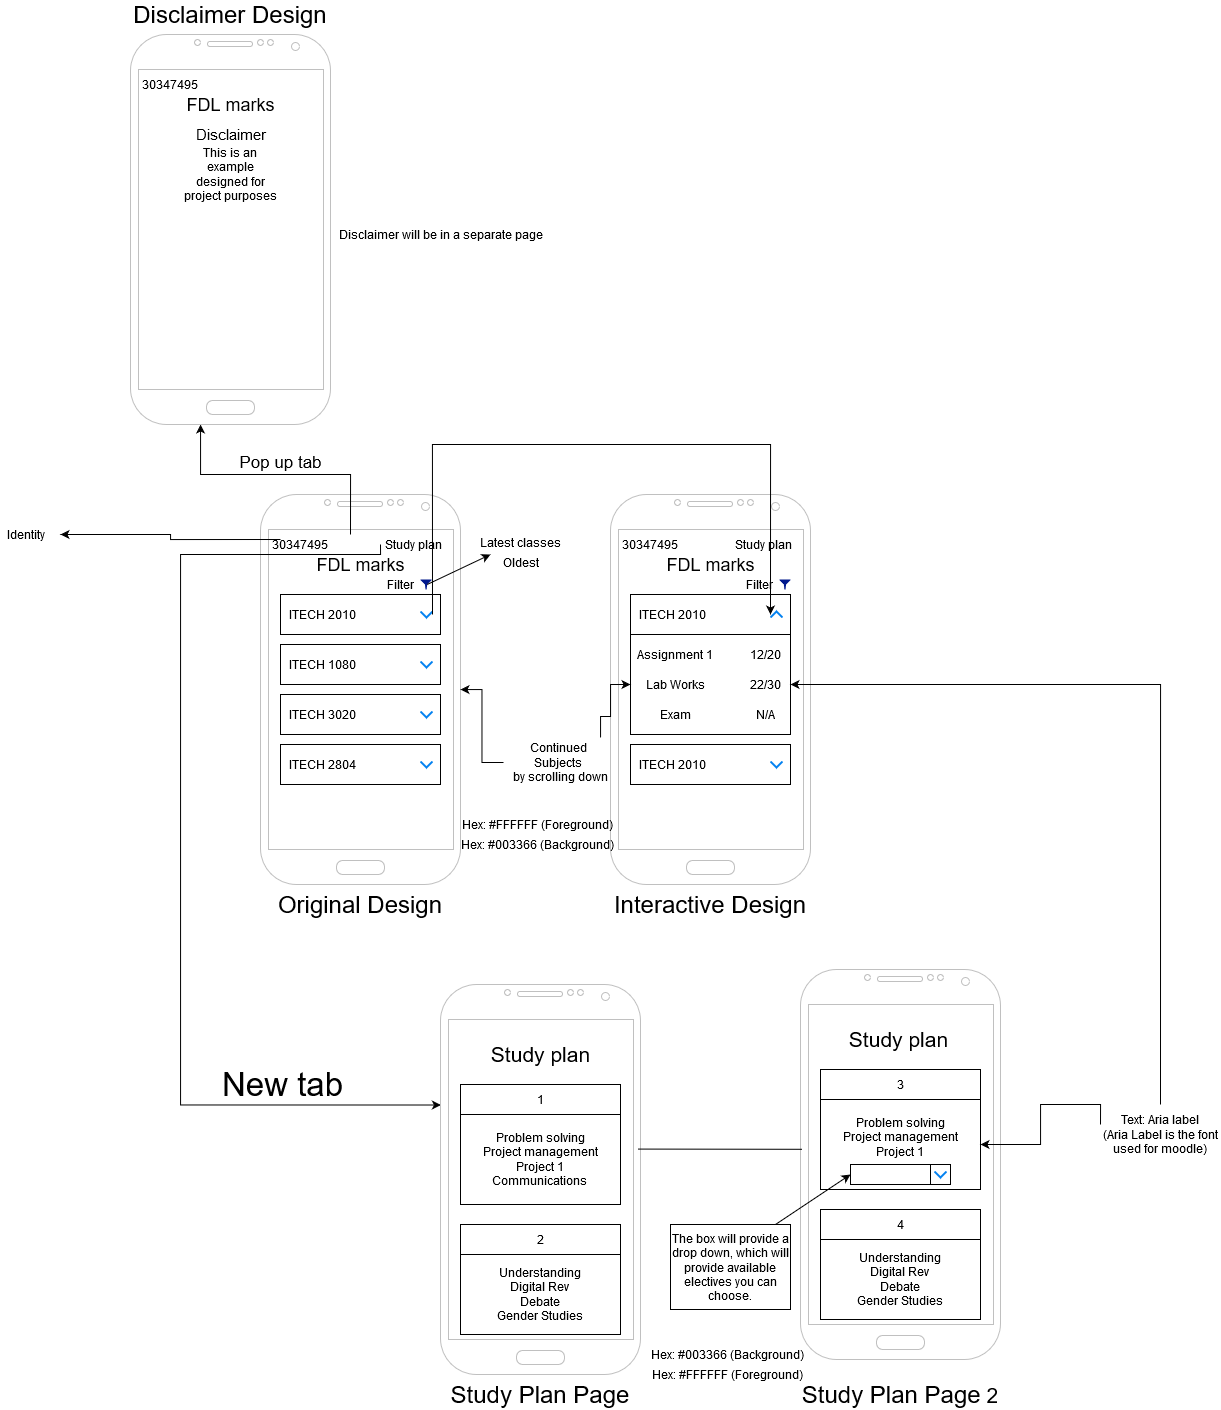 Disclaimer Design
30347495
FDL marks
Disclaimer
This is an
example
designed for
project purposes
Disclaimer will be in a separate page
Pop up tab
Identity
30347495
Study plan
FDL marks
Filter
ITECH 2010
ITECH 1080
ITECH 3020
ITECH 2804
Latest classes
Oldest
30347495
Study plan
FDL marks
Filter
ITECH 2010
Assignment 1 12/20
Lab Works 22/30
Exam N/A
ITECH 2010
Continued
Subjects
by scrolling down
Hex: #FFFFFF (Foreground)
Hex: #003366 (Background)
Original Design
Interactive Design
New tab
Study plan
1
Problem solving
Project management
Project 1
Communications
2
Understanding
Digital Rev
Debate
Gender Studies
Study plan
3
Problem solving
Project management
Project 1
4
Understanding
Digital Rev
Debate
Gender Studies
Text: Aria label
(Aria Label is the font
used for moodle)
The box will provide a
drop down, which will
provide available
electives you can
choose.
Hex: #003366 (Background)
Hex: #FFFFFF (Foreground)
Study Plan Page
Study Plan Page 2